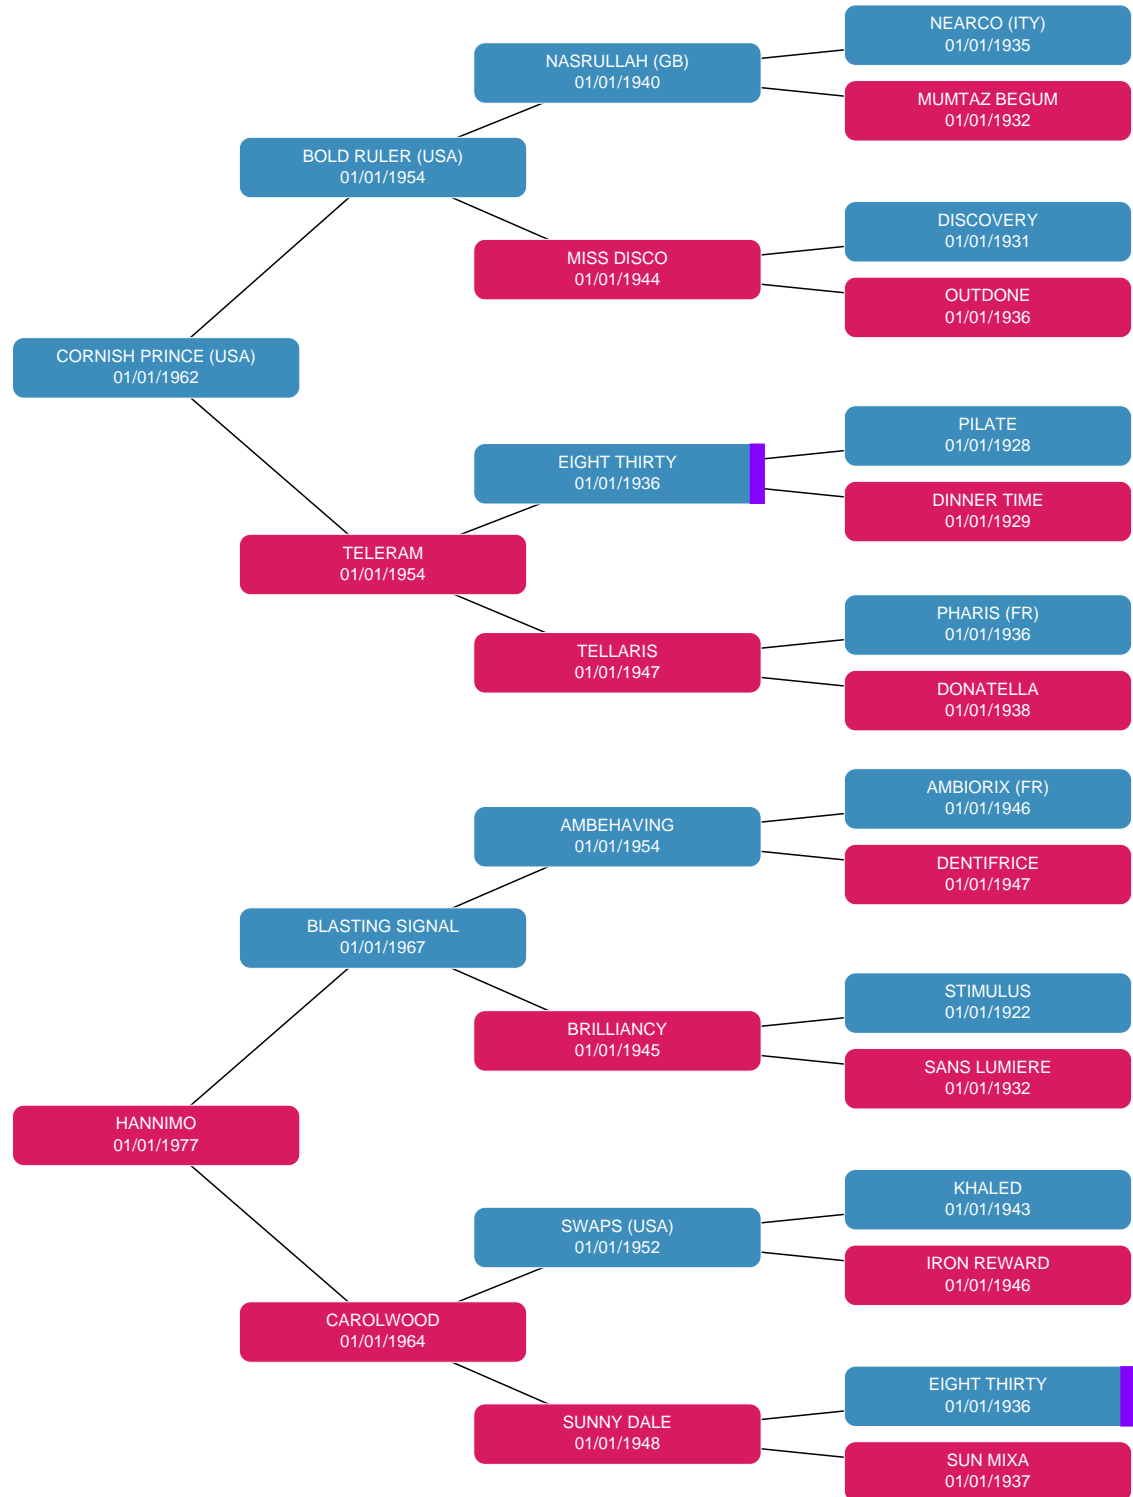 NEARCO (ITY)
01/01/1935
NASRULLAH (GB)
01/01/1940
MUMTAZ BEGUM
01/01/1932
BOLD RULER (USA)
01/01/1954
DISCOVERY
01/01/1931
MISS DISCO
01/01/1944
OUTDONE
01/01/1936
CORNISH PRINCE (USA)
01/01/1962
PILATE
01/01/1928
EIGHT THIRTY
01/01/1936
DINNER TIME
01/01/1929
TELERAM
01/01/1954
PHARIS (FR)
01/01/1936
TELLARIS
01/01/1947
DONATELLA
01/01/1938
AMBIORIX (FR)
01/01/1946
AMBEHAVING
01/01/1954
DENTIFRICE
01/01/1947
BLASTING SIGNAL
01/01/1967
STIMULUS
01/01/1922
BRILLIANCY
01/01/1945
SANS LUMIERE
01/01/1932
HANNIMO
01/01/1977
KHALED
01/01/1943
SWAPS (USA)
01/01/1952
IRON REWARD
01/01/1946
CAROLWOOD
01/01/1964
EIGHT THIRTY
01/01/1936
SUNNY DALE
01/01/1948
SUN MIXA
01/01/1937